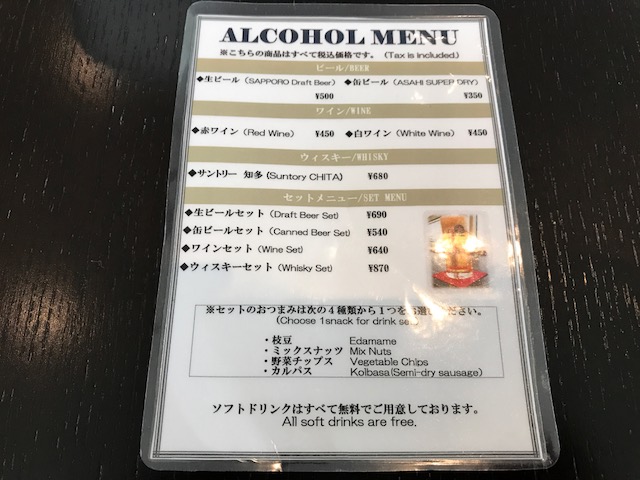 ALCOHOL MENU
※こちらの商品はすべて税込価格です。 (Tax is included)
ビール/BEER
◆生ビール (SAPPORO Draft Beer) ◆缶ビール (ASAHI SUPER DRY)
¥500 ¥350
ワイン/WINE
◆赤ワイン (Red Wine) ¥450 ◆白ワイン (White Wine) ¥450
ウィスキー/WHISKY
◆サントリー 知多 (Suntory CHITA) ¥680
セットメニュー/SET MENU
◆生ビールセット (Draft Beer Set) ¥690
◆缶ビールセット (Canned Beer Set) ¥540
◆ワインセット (Wine Set) ¥640
◆ウィスキーセット (Whisky Set) ¥870
※セットのおつまみは次の4種類から1つを選びください。
(Choose 1snack for drink set)
・枝豆 Edamame
・ミックスナッツ Mix Nuts
・野菜チップス Vegetable Chips
・カルパス Kolbasa(Semi-dry sausage)
ソフトドリンクはすべて無料でご用意しております。
All soft drinks are free.